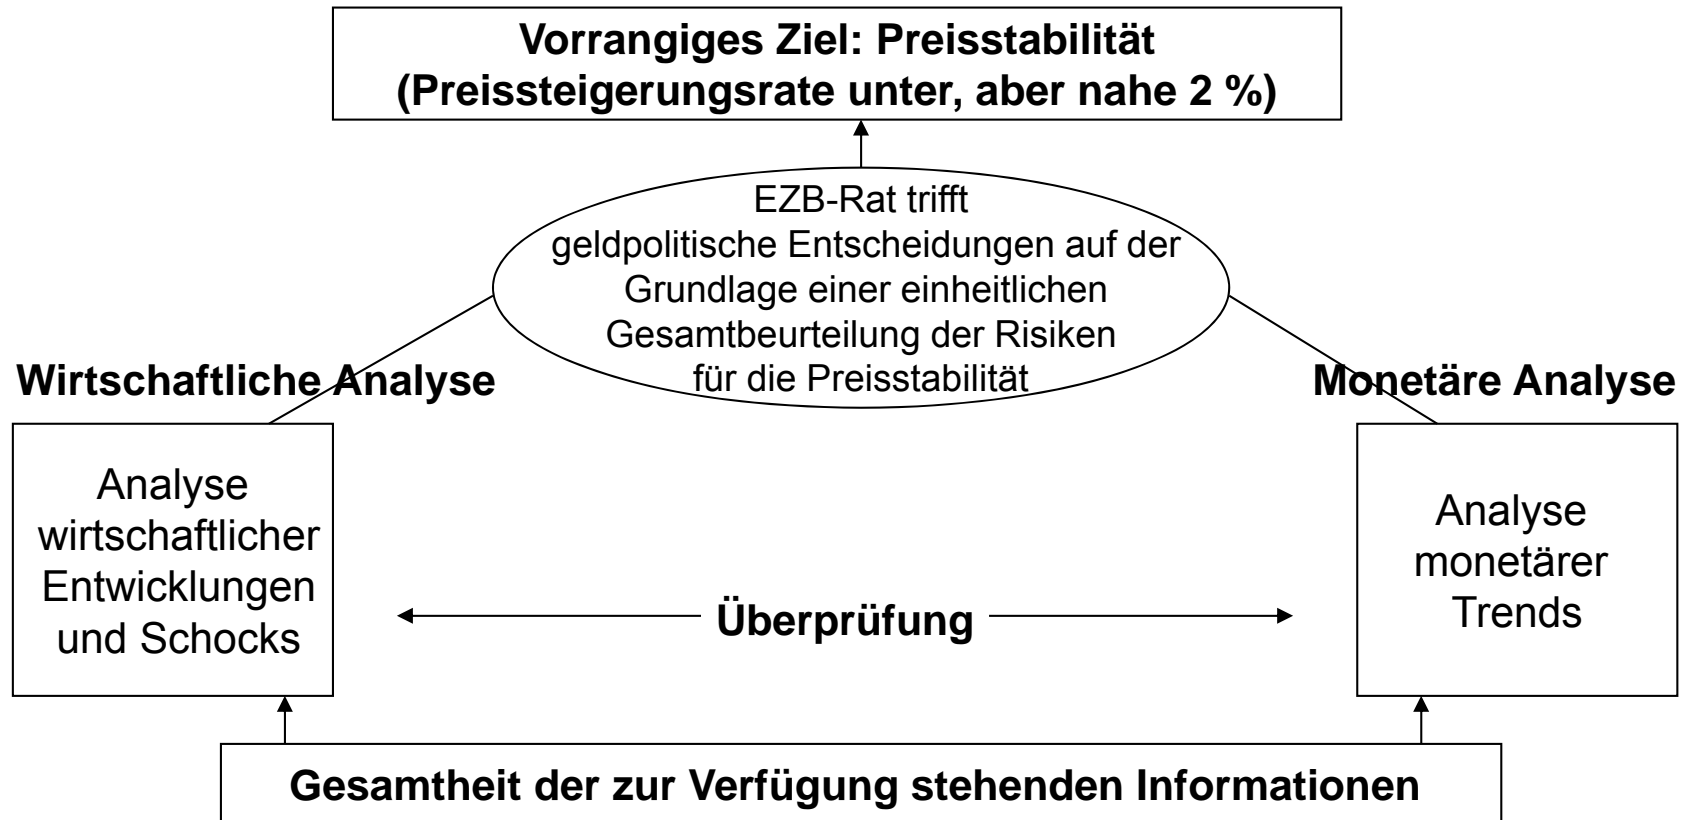 Vorrangiges Ziel: Preisstabilität
(Preissteigerungsrate unter, aber nahe 2 %)
EZB-Rat trifft
geldpolitische Entscheidungen auf der
Grundlage einer einheitlichen
Gesamtbeurteilung der Risiken
für die Preisstabilität
Wirtschaftliche Analyse
Monetäre Analyse
Analyse
wirtschaftlicher
Entwicklungen
und Schocks
Analyse
monetärer
Trends
Überprüfung
Gesamtheit der zur Verfügung stehenden Informationen